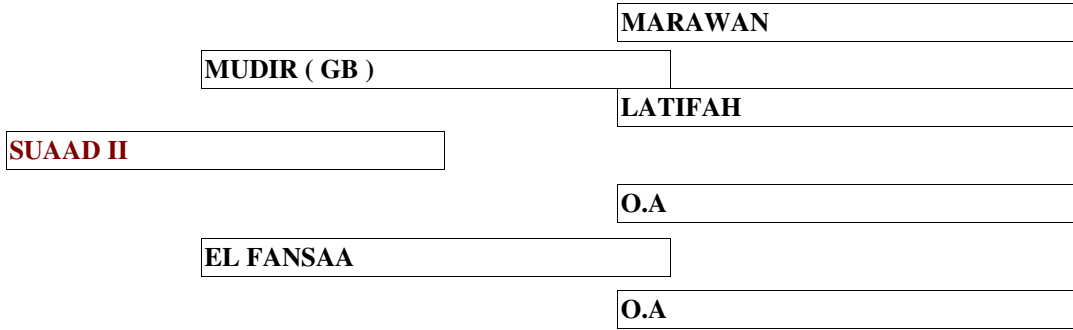 MARAWAN
MUDIR ( GB )
LATIFAH
SUAAD II
O.A
EL FANSAA
O.A